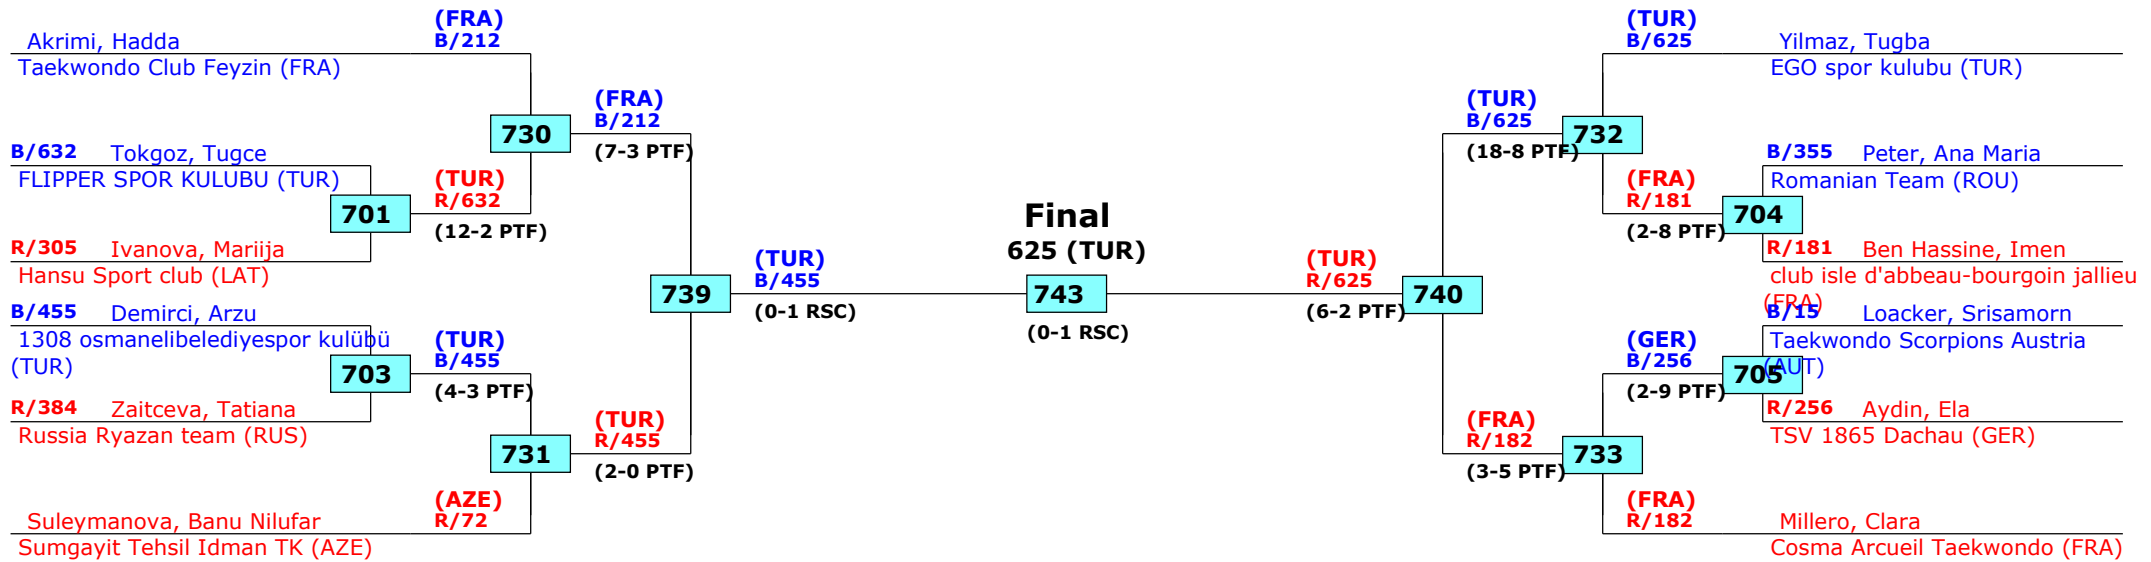 (FRA)
B/212
Akrimi, Hadda
Taekwondo Club Feyzin (FRA)
730
(FRA)
B/212
(7-3 PTF)
B/632 Tokgoz, Tugce
FLIPPER SPOR KULUBU (TUR)
701
(TUR)
R/632
(12-2 PTF)
R/305 Ivanova, Mariija
Hansu Sport club (LAT)
739
(TUR)
B/455
(0-1 RSC)
B/455 Demirci, Arzu
1308 osmanelibelediyespor kulübü
(TUR)
703
(TUR)
B/455
(4-3 PTF)
R/384 Zaitceva, Tatiana
Russia Ryazan team (RUS)
731
(TUR)
R/455
(2-0 PTF)
(AZE)
R/72
Suleymanova, Banu Nilufar
Sumgayit Tehsil Idman TK (AZE)
Final
625 (TUR)
743
(0-1 RSC)
(TUR)
R/625
(6-2 PTF)
740
(TUR)
B/625
(18-8 PTF)
732
(TUR)
B/625
Yilmaz, Tugba
EGO spor kulubu (TUR)
B/355 Peter, Ana Maria
Romanian Team (ROU)
(FRA)
R/181
(2-8 PTF)
704
R/181 Ben Hassine, Imen
club isle d'abbeau-bourgoin jallieu
(FRA)
B/15 Loacker, Srisamorn
Taekwondo Scorpions Austria
(AUT)
(GER)
B/256
(2-9 PTF)
705
R/256 Aydin, Ela
TSV 1865 Dachau (GER)
(FRA)
R/182
(3-5 PTF)
733
(FRA)
R/182
Millero, Clara
Cosma Arcueil Taekwondo (FRA)